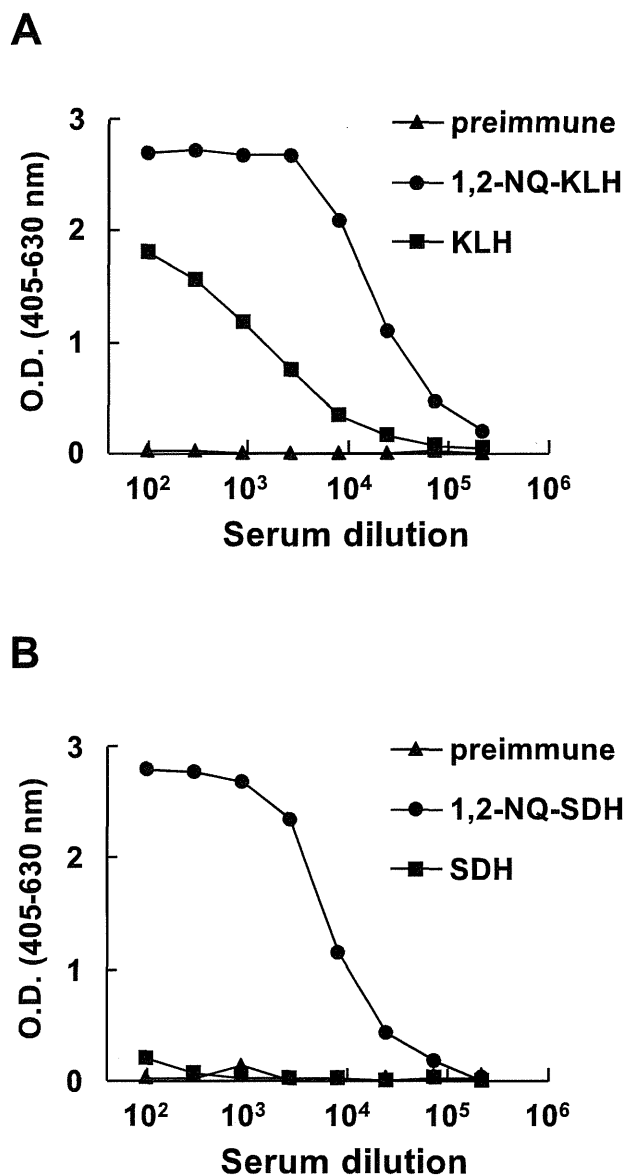 A
3
2
1
0
O.D. (405-630 nm)
preimmune
1,2-NQ-KLH
KLH
10² 10³ 10⁴ 10⁵ 10⁶
Serum dilution
B
3
2
1
0
O.D. (405-630 nm)
preimmune
1,2-NQ-SDH
SDH
10² 10³ 10⁴ 10⁵ 10⁶
Serum dilution